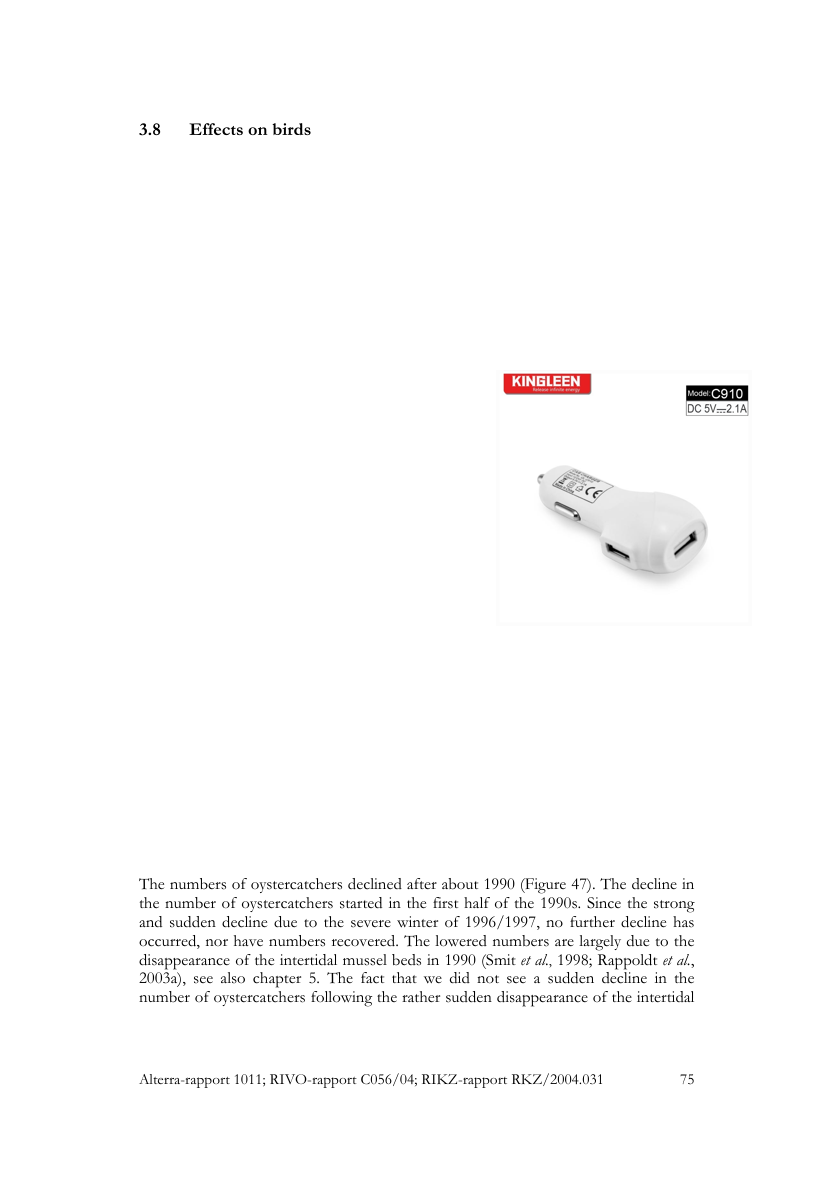 3.8 Effects on birds
KINGLEEN
Release infinite energy
Model:C910
DC 5V⎓2.1A
CAR CHARGER
CE
The numbers of oystercatchers declined after about 1990 (Figure 47). The decline in
the number of oystercatchers started in the first half of the 1990s. Since the strong
and sudden decline due to the severe winter of 1996/1997, no further decline has
occurred, nor have numbers recovered. The lowered numbers are largely due to the
disappearance of the intertidal mussel beds in 1990 (Smit et al., 1998; Rappoldt et al.,
2003a), see also chapter 5. The fact that we did not see a sudden decline in the
number of oystercatchers following the rather sudden disappearance of the intertidal
Alterra-rapport 1011; RIVO-rapport C056/04; RIKZ-rapport RKZ/2004.031 75